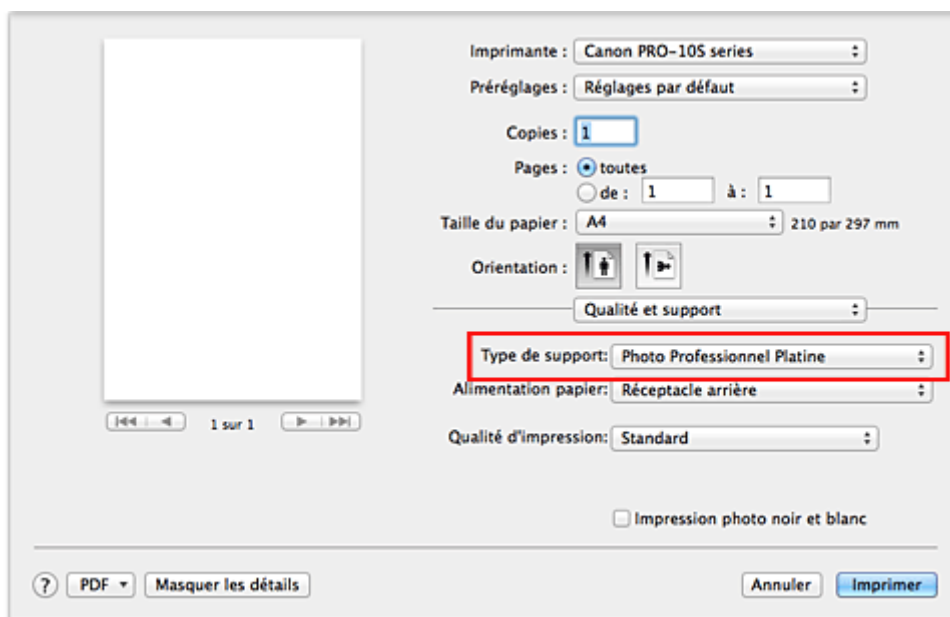 Imprimante : Canon PRO-10S series
Préréglages : Réglages par défaut
Copies : 1
Pages : toutes
de : 1 à : 1
Taille du papier : A4 210 par 297 mm
Orientation :
Qualité et support
Type de support: Photo Professionnel Platine
Alimentation papier: Réceptacle arrière
1 sur 1
Qualité d'impression: Standard
Impression photo noir et blanc
? PDF Masquer les détails Annuler Imprimer